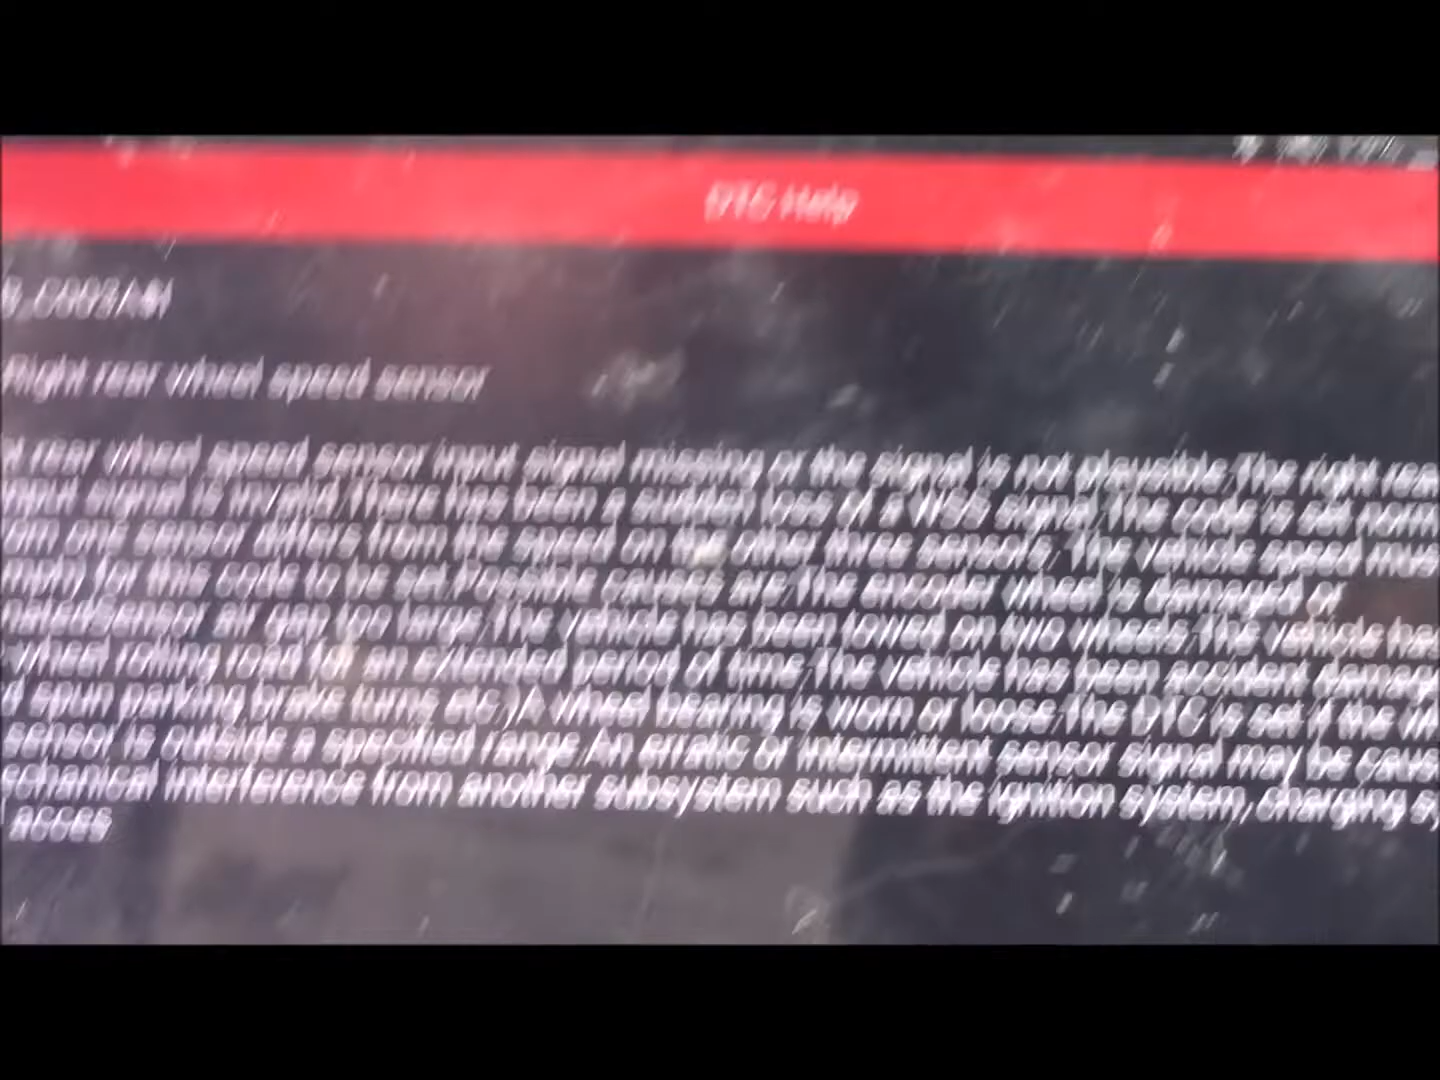 DTC Help
Right rear wheel speed sensor
rear wheel speed sensor input signal missing or the signal is not plausible.The right rea
input signal is invalid.There has been a sudden loss of a WSS signal.The code is set
one sensor differs from the speed on the other three sensors. The vehicle speed mus
for this code to be set.Possible causes are:The encoder wheel is damaged or
Sensor air gap too large.The vehicle has been towed on two wheels.The vehicle
wheel rolling road for an extended period of time.The vehicle has been accident
spun parking brake turns etc.)A wheel bearing is worn or loose.The DTC is set if the
sensor is outside a specified range.An erratic or intermittent sensor signal may be caus
interference from another subsystem such as the ignition system, charging
acces